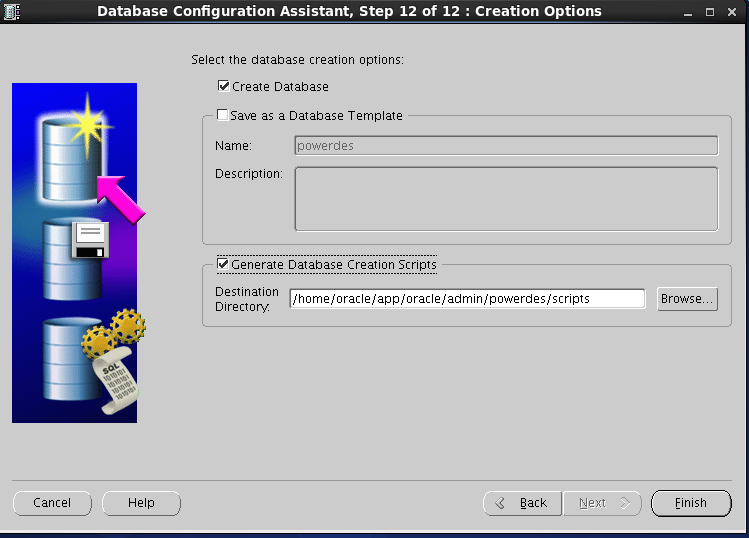 Database Configuration Assistant, Step 12 of 12 : Creation Options
Select the database creation options:
Create Database
Save as a Database Template
Name: powerdes
Description:
Generate Database Creation Scripts
Destination
Directory: /home/oracle/app/oracle/admin/powerdes/scripts Browse...
SQL
Cancel Help Back Next Finish